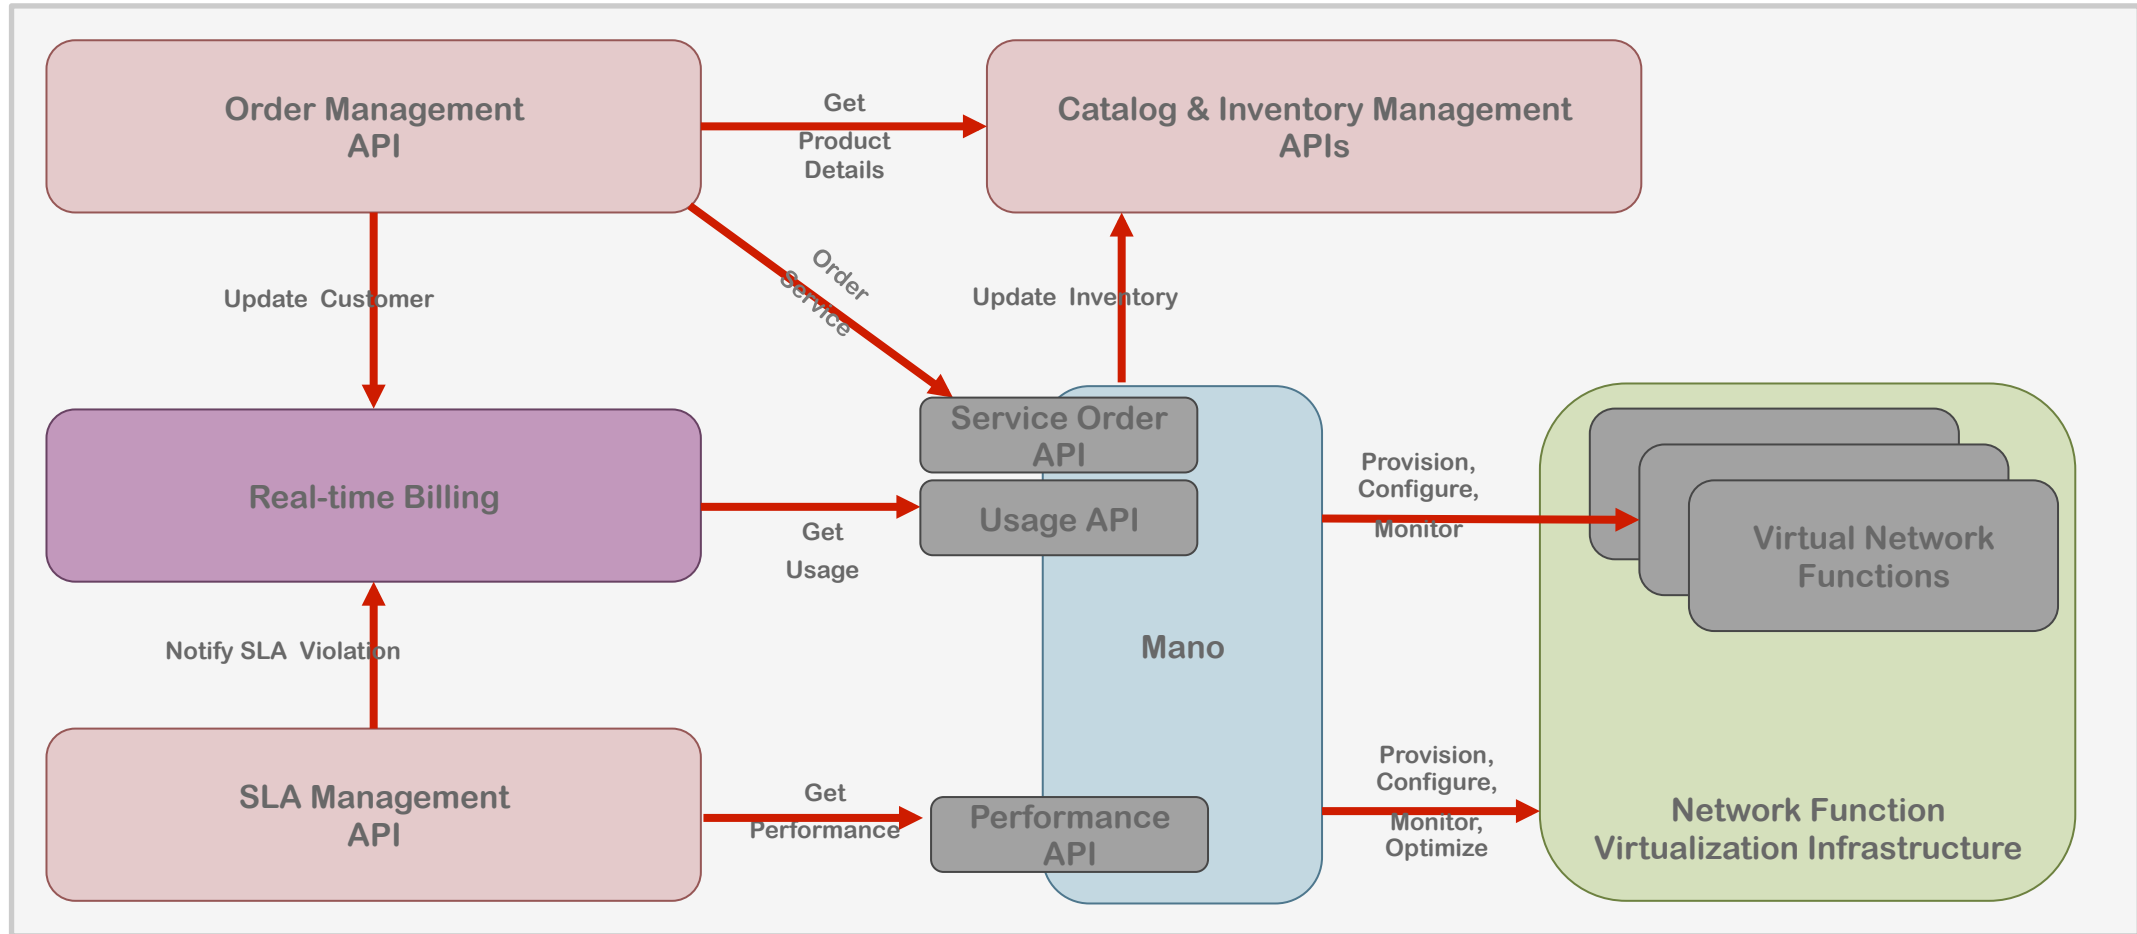 Order Management
API
Get
Product
Details
Catalog & Inventory Management
APIs
Update  Customer
Order
Service
Update  Inventory
Real-time Billing
Get
Usage
Service Order
API
Usage API
Mano
Provision,
Configure,
Monitor
Virtual Network
Functions
Notify SLA  Violation
SLA Management
API
Get
Performance
Performance
API
Provision,
Configure,
Monitor,
Optimize
Network Function
Virtualization Infrastructure